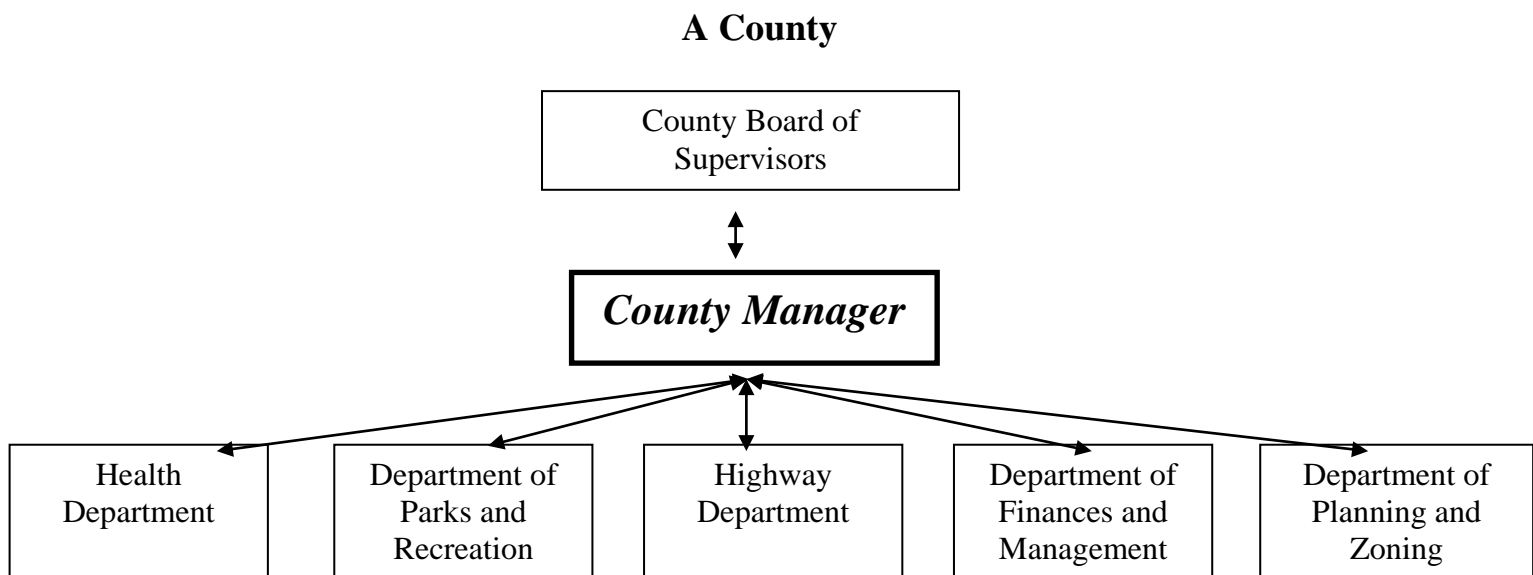 A County
County Board of
Supervisors
County Manager
Health
Department
Department of
Parks and
Recreation
Highway
Department
Department of
Finances and
Management
Department of
Planning and
Zoning